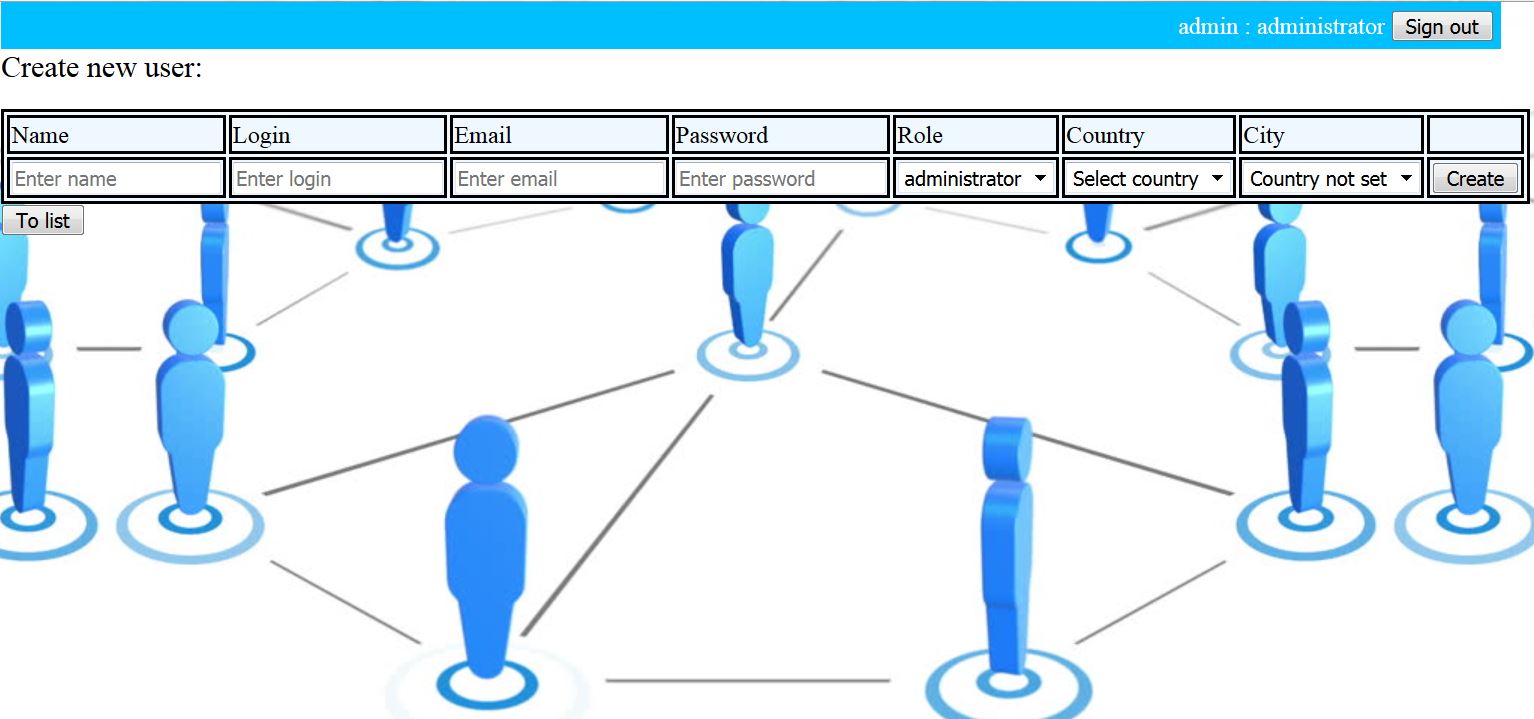 admin : administrator Sign out
Create new user:
Name Login Email Password Role Country City
Enter name Enter login Enter email Enter password administrator Select country Country not set Create
To list